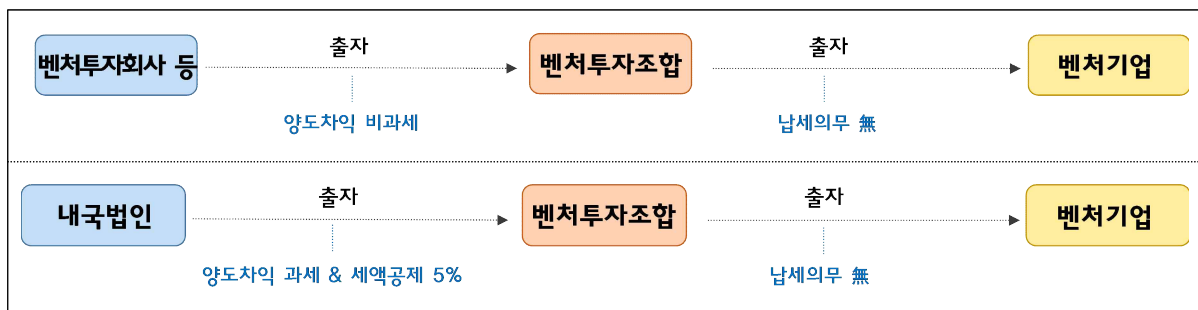 출자 출자
벤처투자회사 등 벤처투자조합 벤처기업
양도차익 비과세 납세의무 無
출자 출자
내국법인 벤처투자조합 벤처기업
양도차익 과세 & 세액공제 5% 납세의무 無